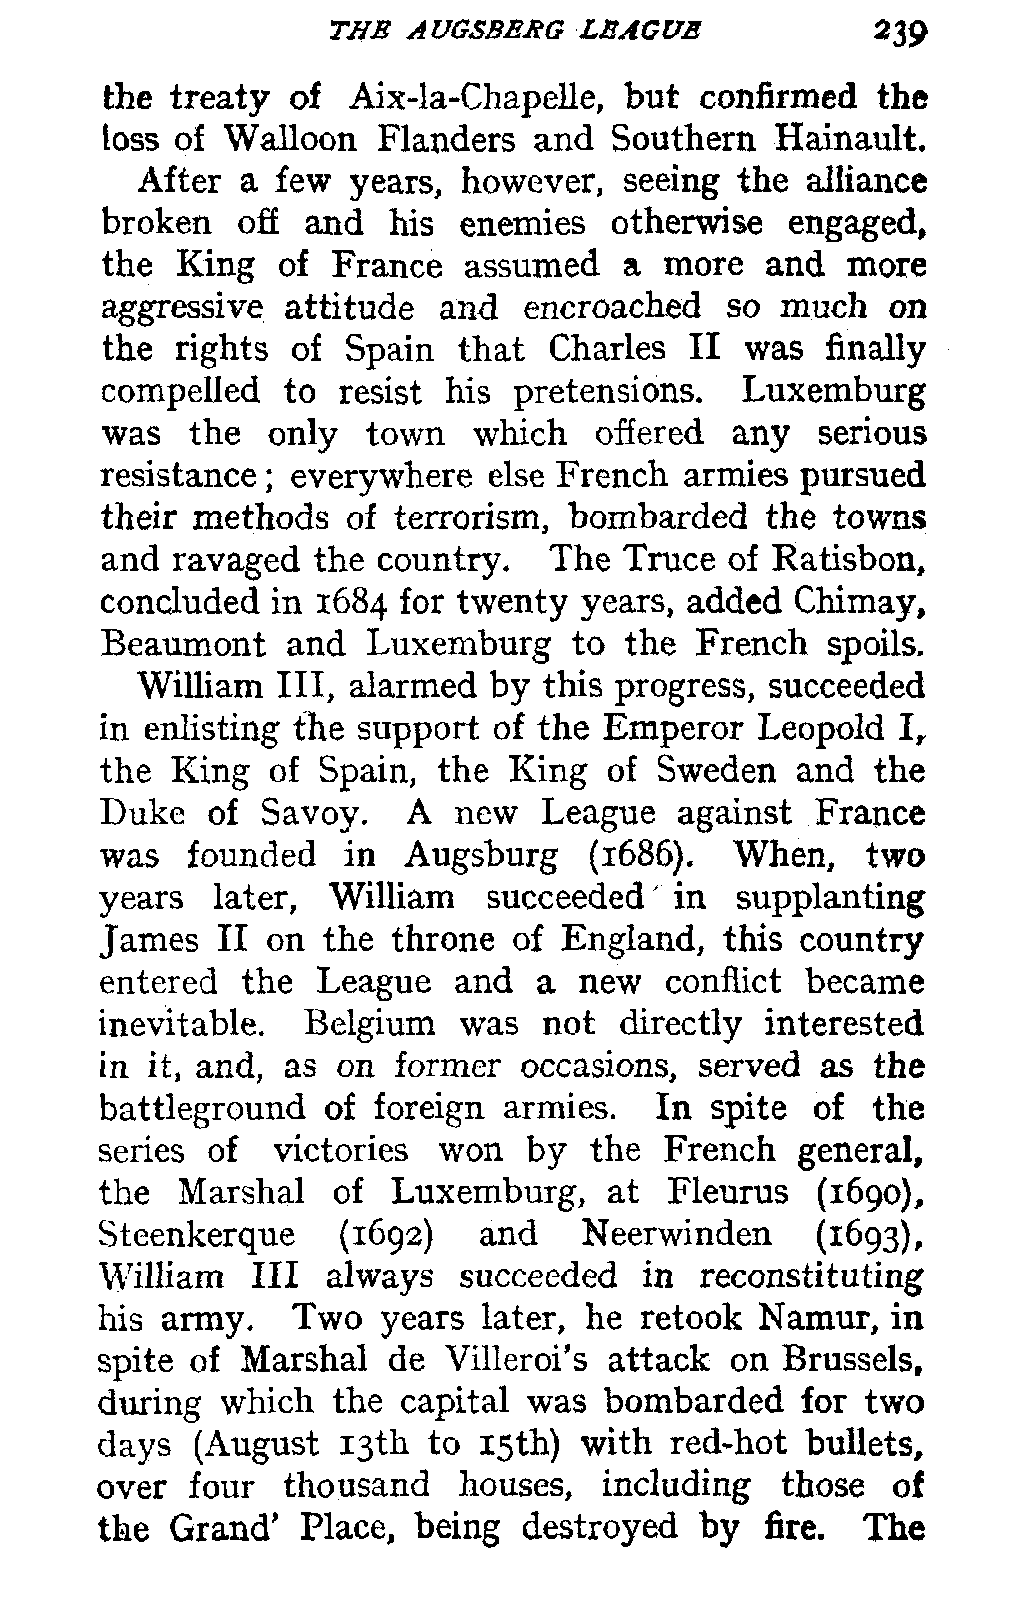 THE AUGSBERG LEAGUE 239
the treaty of Aix-la-Chapelle, but confirmed the
loss of Walloon Flanders and Southern Hainault.
After a few years, however, seeing the alliance
broken off and his enemies otherwise engaged,
the King of France assumed a more and more
aggressive attitude and encroached so much on
the rights of Spain that Charles II was finally
compelled to resist his pretensions. Luxemburg
was the only town which offered any serious
resistance; everywhere else French armies pursued
their methods of terrorism, bombarded the towns
and ravaged the country. The Truce of Ratisbon,
concluded in 1684 for twenty years, added Chimay,
Beaumont and Luxemburg to the French spoils.
William III, alarmed by this progress, succeeded
in enlisting the support of the Emperor Leopold I,
the King of Spain, the King of Sweden and the
Duke of Savoy. A new League against France
was founded in Augsburg (1686). When, two
years later, William succeeded in supplanting
James II on the throne of England, this country
entered the League and a new conflict became
inevitable. Belgium was not directly interested
in it, and, as on former occasions, served as the
battleground of foreign armies. In spite of the
series of victories won by the French general,
the Marshal of Luxemburg, at Fleurus (1690),
Steenkerque (1692) and Neerwinden (1693),
William III always succeeded in reconstituting
his army. Two years later, he retook Namur, in
spite of Marshal de Villeroi's attack on Brussels,
during which the capital was bombarded for two
days (August 13th to 15th) with red-hot bullets,
over four thousand houses, including those of
the Grand' Place, being destroyed by fire. The